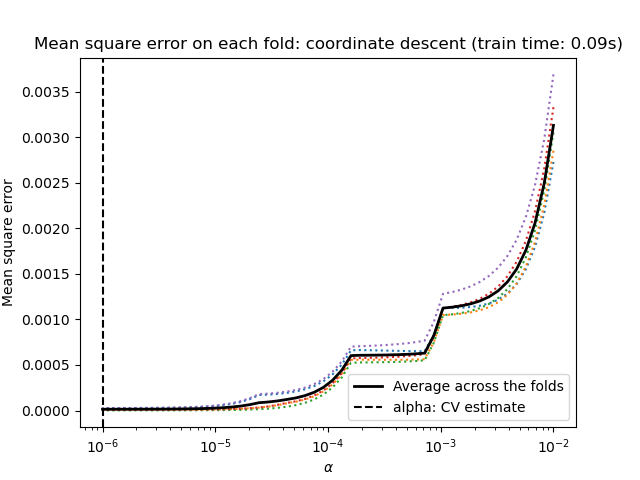 Mean square error on each fold: coordinate descent (train time: 0.09s)
Mean square error
0.0035
0.0030
0.0025
0.0020
0.0015
0.0010
0.0005
0.0000
Average across the folds
alpha: CV estimate
10⁻⁶ 10⁻⁵ 10⁻⁴ 10⁻³ 10⁻²
α